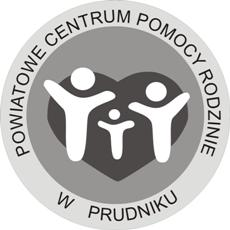 POWIATOWE CENTRUM POMOCY RODZINIE
W PRUDNIKU